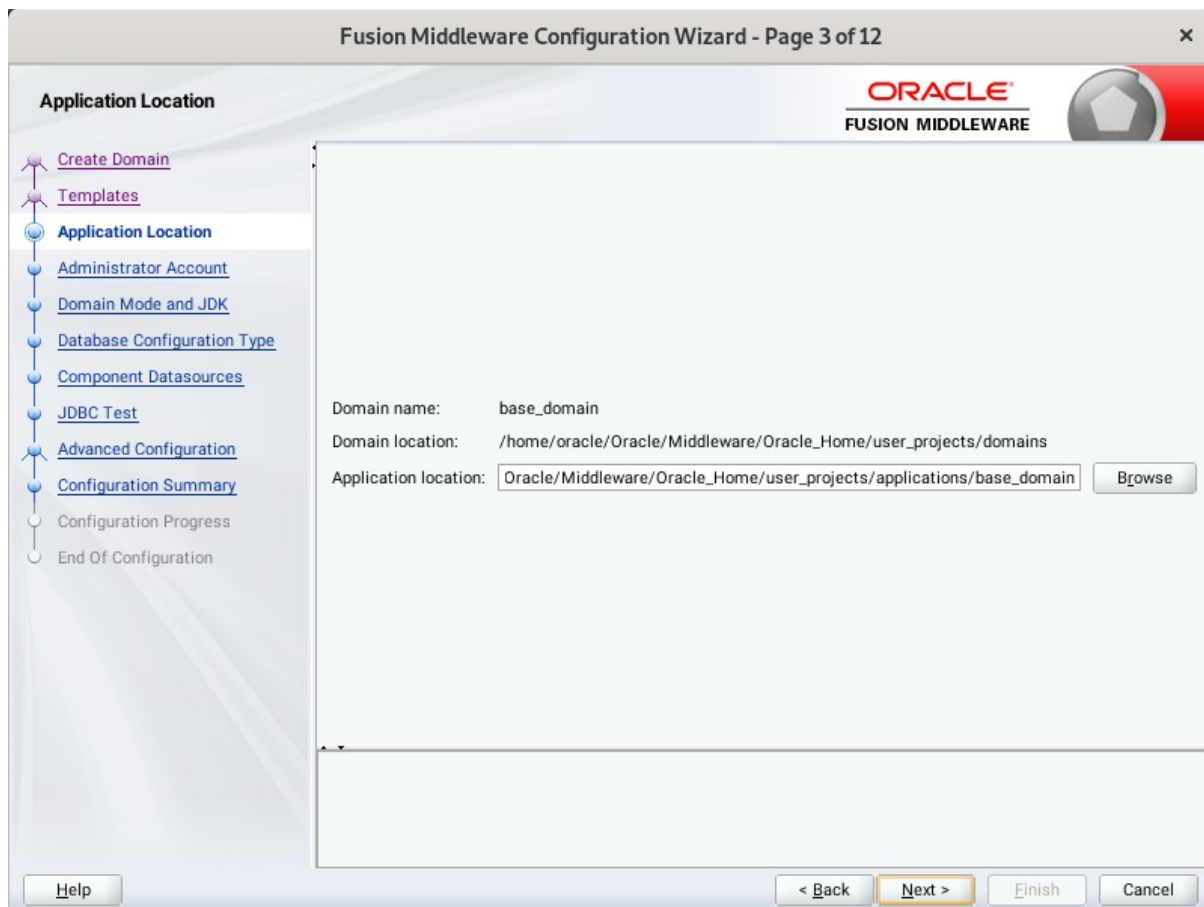 Fusion Middleware Configuration Wizard - Page 3 of 12
Application Location
ORACLE
FUSION MIDDLEWARE
Create Domain
Templates
Application Location
Administrator Account
Domain Mode and JDK
Database Configuration Type
Component Datasources
JDBC Test
Advanced Configuration
Configuration Summary
Configuration Progress
End Of Configuration
Domain name: base_domain
Domain location: /home/oracle/Oracle/Middleware/Oracle_Home/user_projects/domains
Application location: Oracle/Middleware/Oracle_Home/user_projects/applications/base_domain Browse
Help < Back Next > Finish Cancel